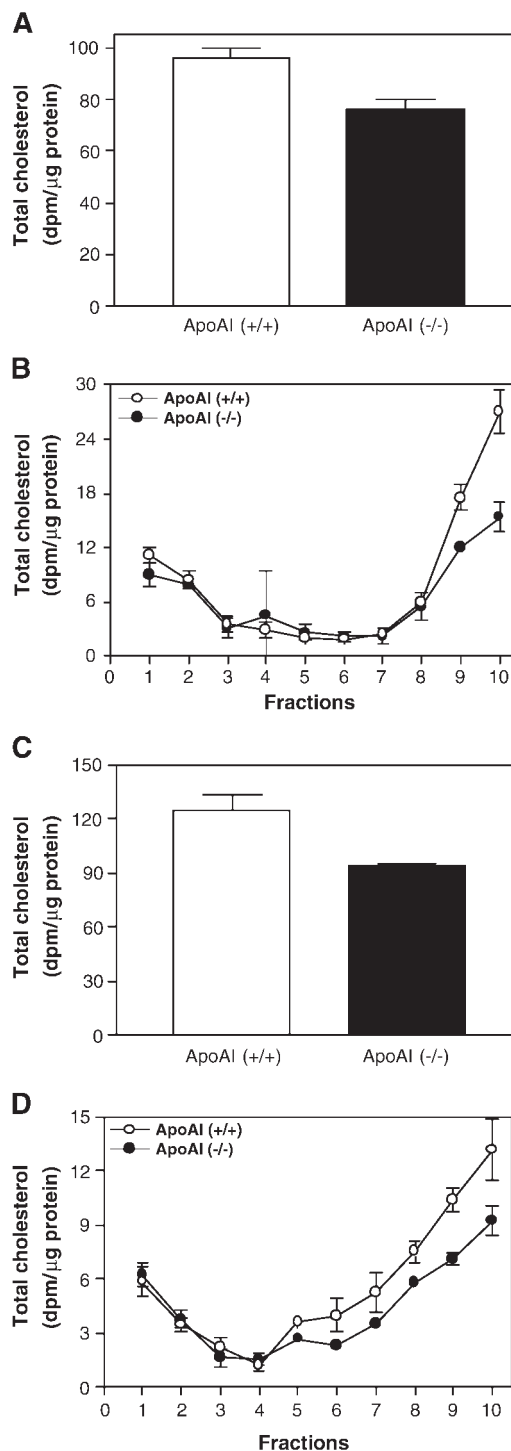 A
Total cholesterol
(dpm/μg protein)
100
80
60
40
20
0
ApoAI (+/+)
ApoAI (-/-)
B
ApoAI (+/+)
ApoAI (-/-)
Total cholesterol
(dpm/μg protein)
30
24
18
12
6
0
0 1 2 3 4 5 6 7 8 9 10
Fractions
C
Total cholesterol
(dpm/μg protein)
150
120
90
60
30
0
ApoAI (+/+)
ApoAI (-/-)
D
ApoAI (+/+)
ApoAI (-/-)
Total cholesterol
(dpm/μg protein)
15
12
9
6
3
0
0 1 2 3 4 5 6 7 8 9 10
Fractions